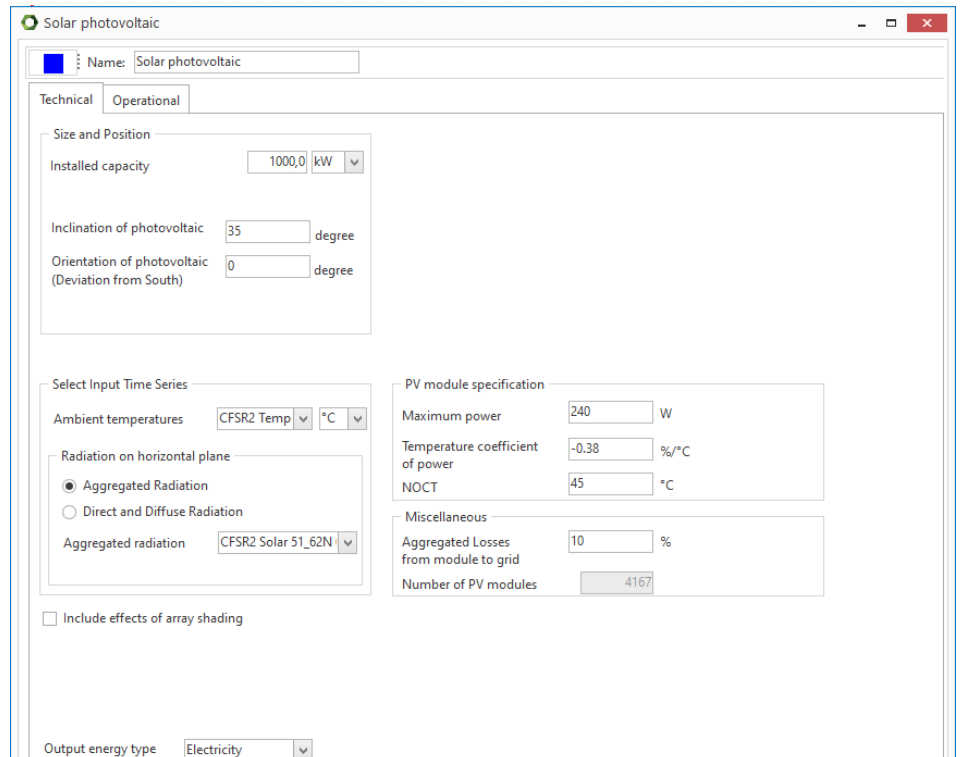 Solar photovoltaic
Name: Solar photovoltaic
Technical Operational
Size and Position
Installed capacity 1000,0 kW
Inclination of photovoltaic 35 degree
Orientation of photovoltaic 0 degree
(Deviation from South)
Select Input Time Series
Ambient temperatures CFSR2 Temp °C
Radiation on horizontal plane
Aggregated Radiation
Direct and Diffuse Radiation
Aggregated radiation CFSR2 Solar 51_62N
PV module specification
Maximum power 240 W
Temperature coefficient -0.38 %/°C
of power
NOCT 45 °C
Miscellaneous
Aggregated Losses 10 %
from module to grid
Number of PV modules 4167
Include effects of array shading
Output energy type Electricity